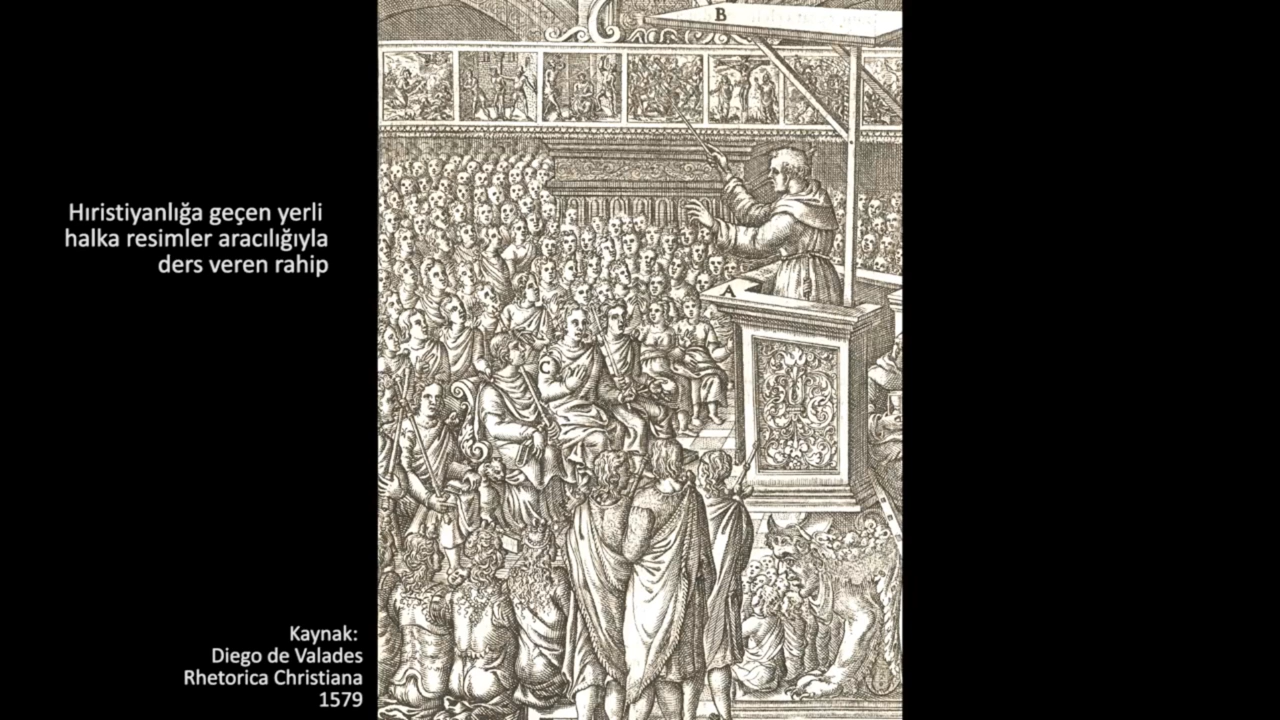 B
Hıristiyanlığa geçen yerli
halka resimler aracılığıyla
ders veren rahip
A
C
Kaynak:
Diego de Valades
Rhetorica Christiana
1579